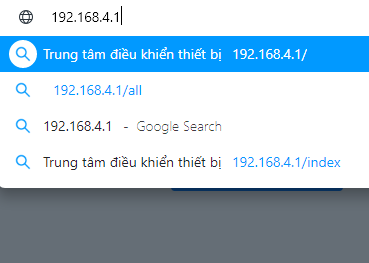 192.168.4.1
Trung tâm điều khiển thiết bị 192.168.4.1/
192.168.4.1/all
192.168.4.1 - Google Search
Trung tâm điều khiển thiết bị 192.168.4.1/index